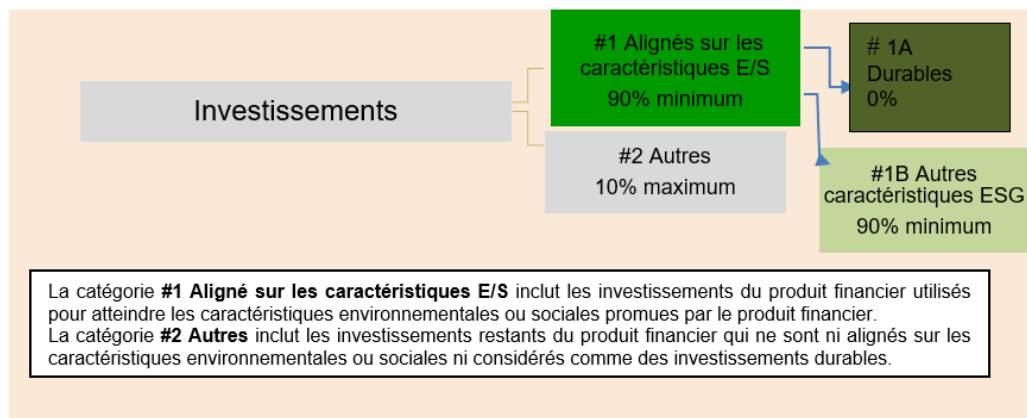 Investissements
#1 Alignés sur les
caractéristiques E/S
90% minimum
#2 Autres
10% maximum
# 1A
Durables
0%
#1B Autres
caractéristiques ESG
90% minimum
La catégorie #1 Aligné sur les caractéristiques E/S inclut les investissements du produit financier utilisés
pour atteindre les caractéristiques environnementales ou sociales promues par le produit financier.
La catégorie #2 Autres inclut les investissements restants du produit financier qui ne sont ni alignés sur les
caractéristiques environnementales ou sociales ni considérés comme des investissements durables.